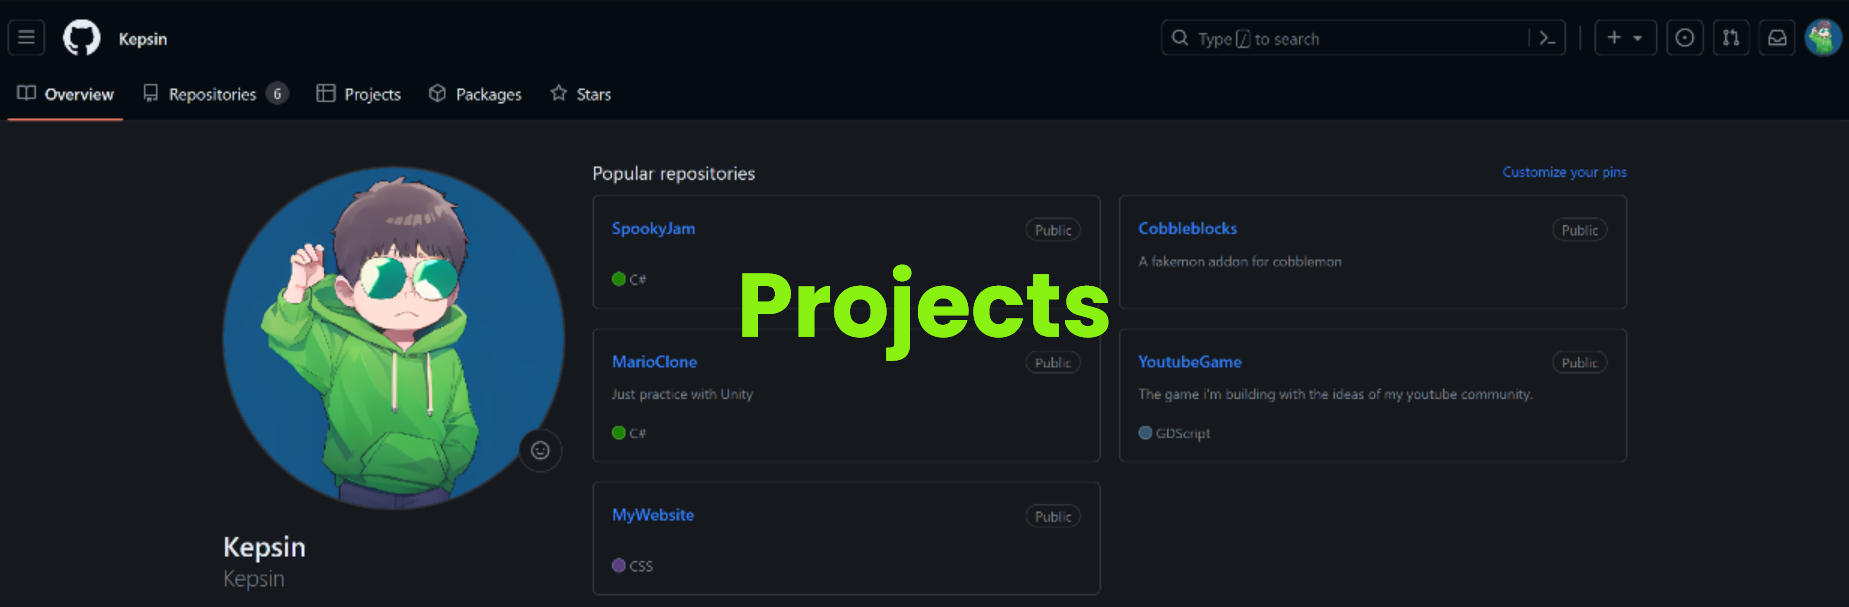 Kepsin
Type / to search
Overview
Repositories 6
Projects
Packages
Stars
Popular repositories
Customize your pins
SpookyJam Public
C#
Cobbleblocks Public
A fakemon addon for cobblemon
Projects
MarioClone Public
Just practice with Unity
C#
YoutubeGame Public
The game i'm building with the ideas of my youtube community.
GDScript
MyWebsite Public
CSS
Kepsin
Kepsin